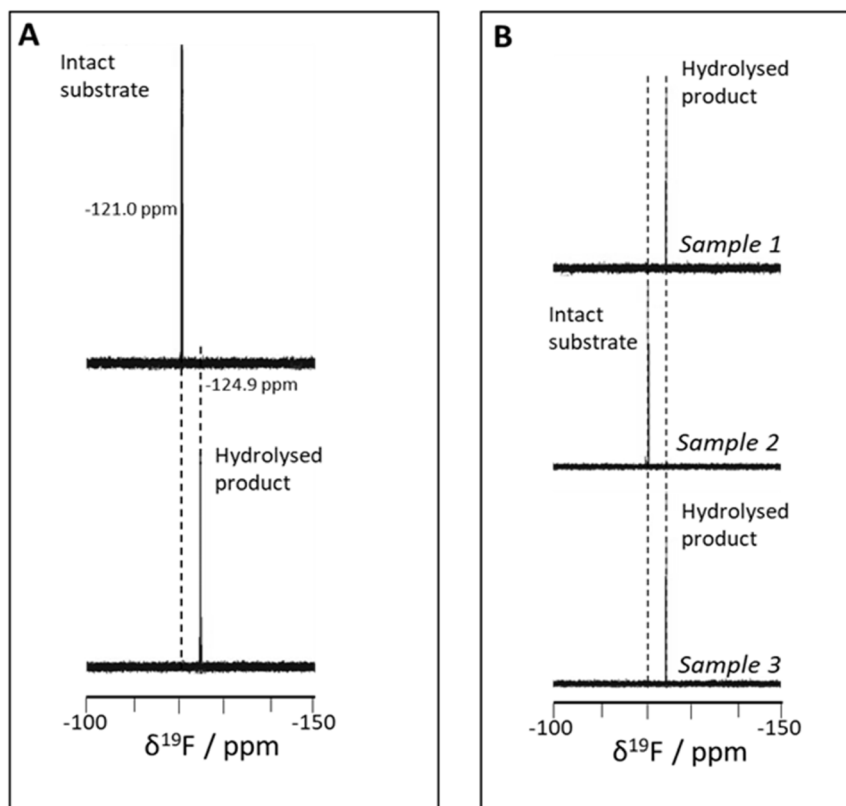 A
Intact
substrate
-121.0 ppm
-124.9 ppm
Hydrolysed
product
-100
-150
δ¹⁹F / ppm
B
Hydrolysed
product
Sample 1
Intact
substrate
Sample 2
Hydrolysed
product
Sample 3
-100
-150
δ¹⁹F / ppm